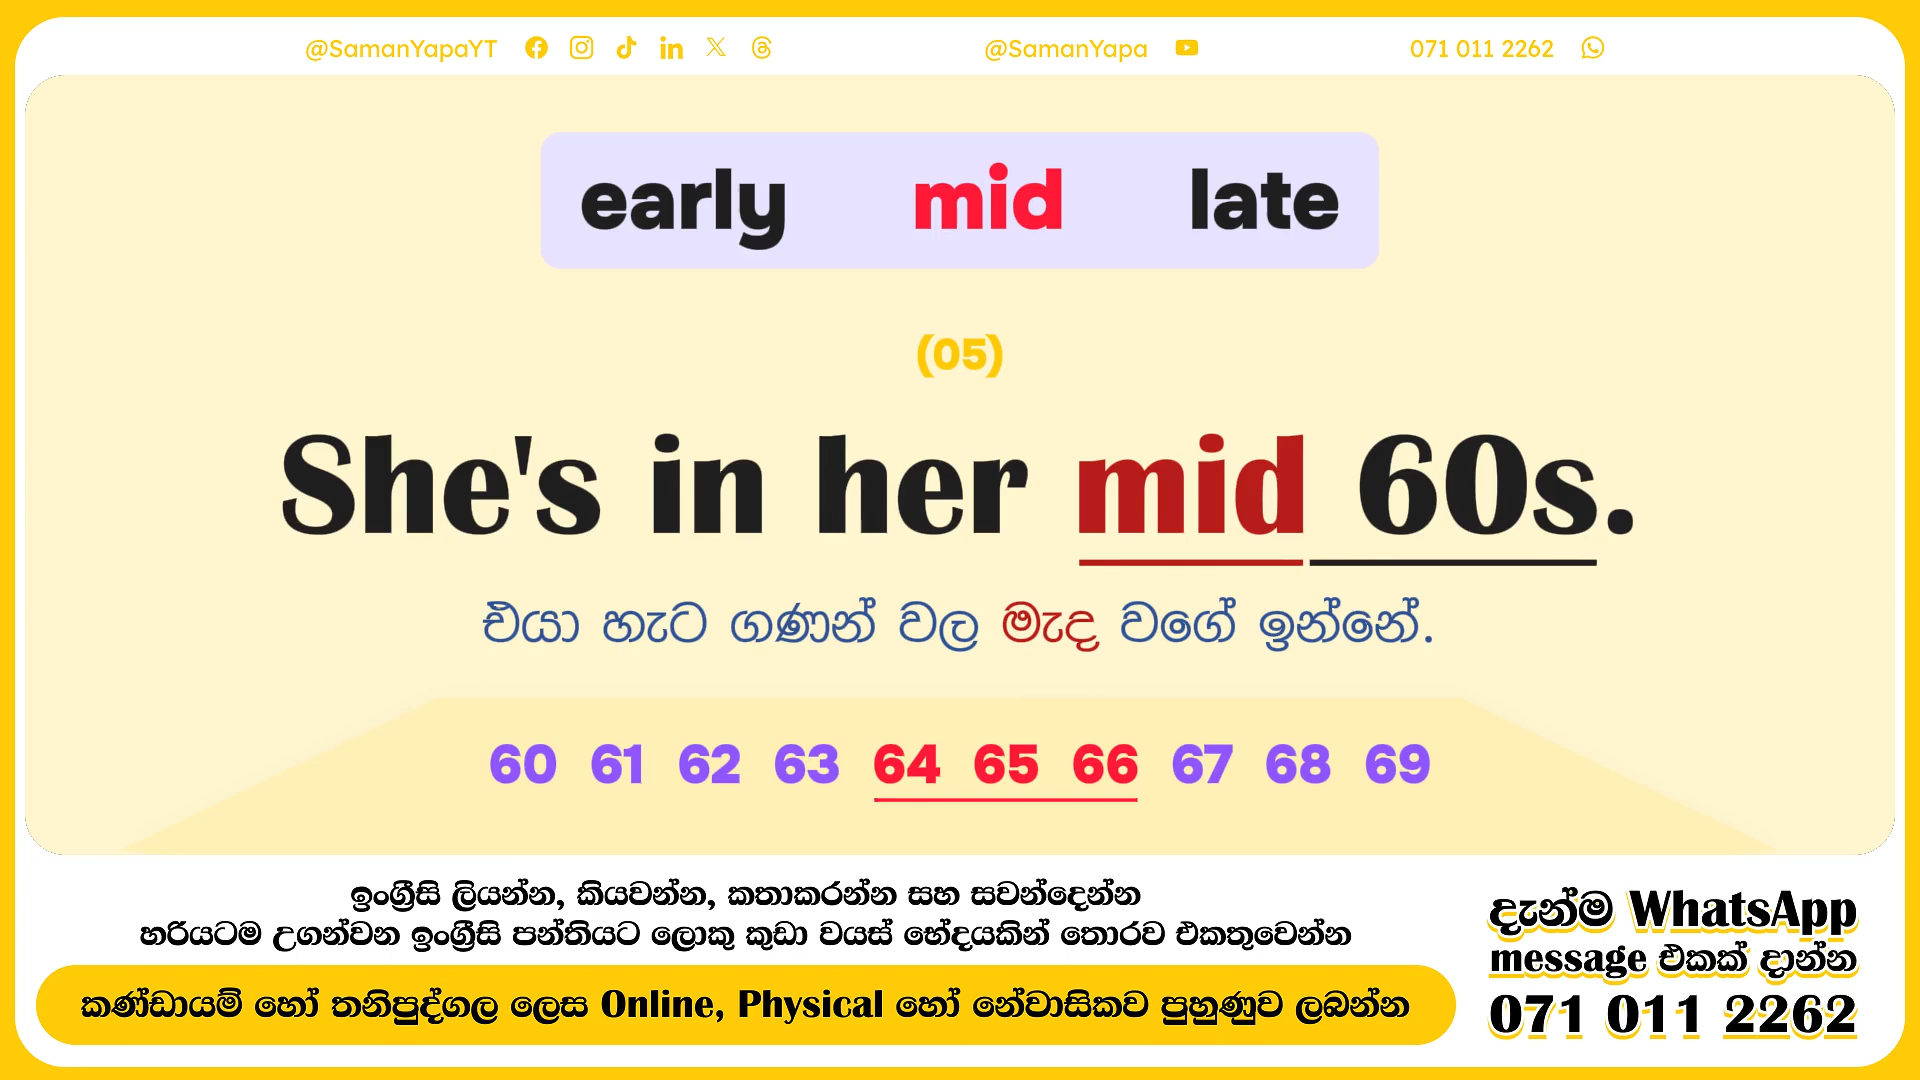 @SamanYapaYT @SamanYapa 071 011 2262
early mid late
(05)
She's in her mid 60s.
එයා හැට ගණන් වල මැද වගේ ඉන්නේ.
60 61 62 63 64 65 66 67 68 69
ඉංග්‍රීසි ලියන්න, කියවන්න, කතාකරන්න සහ සවන්දෙන්න
හරියටම උගන්වන ඉංග්‍රීසි පන්තියට ලොකු කුඩා වයස් භේදයකින් තොරව එකතුවෙන්න
කණ්ඩායම් හෝ තනිපුද්ගල ලෙස Online, Physical හෝ නේවාසිකව පුහුණුව ලබන්න
දැන්ම WhatsApp
message එකක් දාන්න
071 011 2262